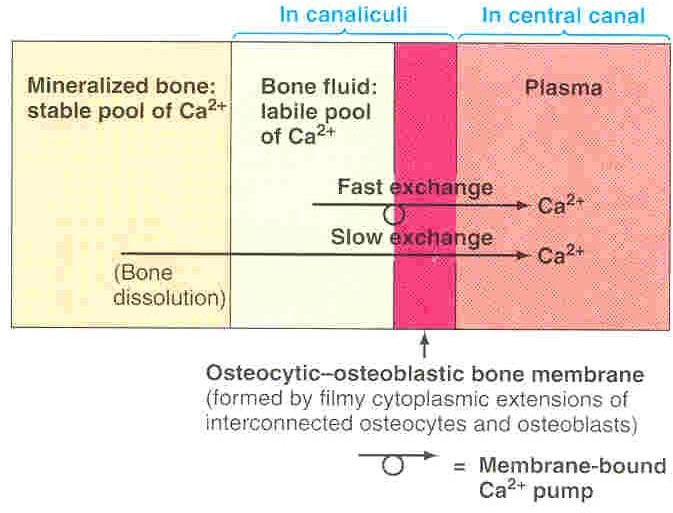 In canaliculi
In central canal
Mineralized bone:
stable pool of Ca²⁺
Bone fluid:
labile pool
of Ca²⁺
Plasma
Fast exchange
Ca²⁺
Slow exchange
Ca²⁺
(Bone
dissolution)
Osteocytic–osteoblastic bone membrane
(formed by filmy cytoplasmic extensions of
interconnected osteocytes and osteoblasts)
= Membrane-bound
Ca²⁺ pump